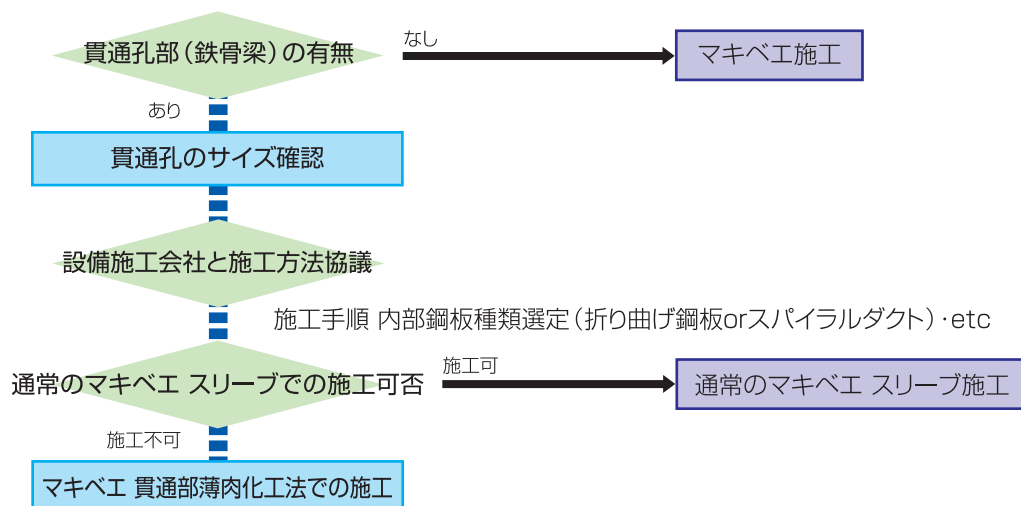 貫通孔部（鉄骨梁）の有無
なし
マキベエ施工
あり
貫通孔のサイズ確認
設備施工会社と施工方法協議
施工手順 内部鋼板種類選定（折り曲げ鋼板orスパイラルダクト）・etc
通常のマキベエ スリーブでの施工可否
施工可
通常のマキベエ スリーブ施工
施工不可
マキベエ 貫通部薄肉化工法での施工